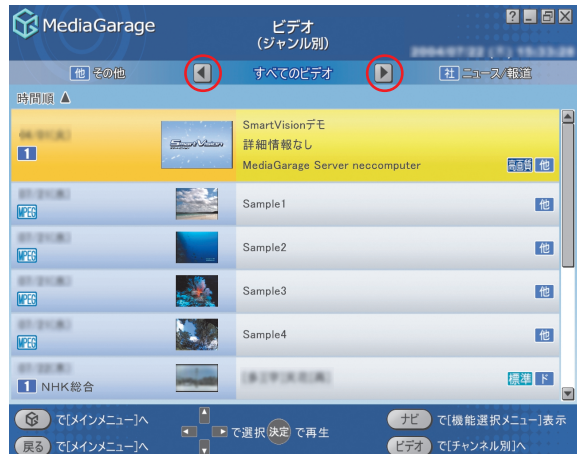 MediaGarage
ビデオ
(ジャンル別)
他 その他
すべてのビデオ
社 ニュース/報道
時間順 ▲
1
SmartVision
SmartVisionデモ
詳細情報なし
MediaGarage Server neccomputer
高画質 他
MPEG
Sample1
他
MPEG
Sample2
他
MPEG
Sample3
他
MPEG
Sample4
他
1 NHK総合
標準 ド
で[メインメニュー]へ
で選択 決定 で再生
ナビ で[機能選択メニュー]表示
戻る で[メインメニュー]へ
ビデオ で[チャンネル別]へ